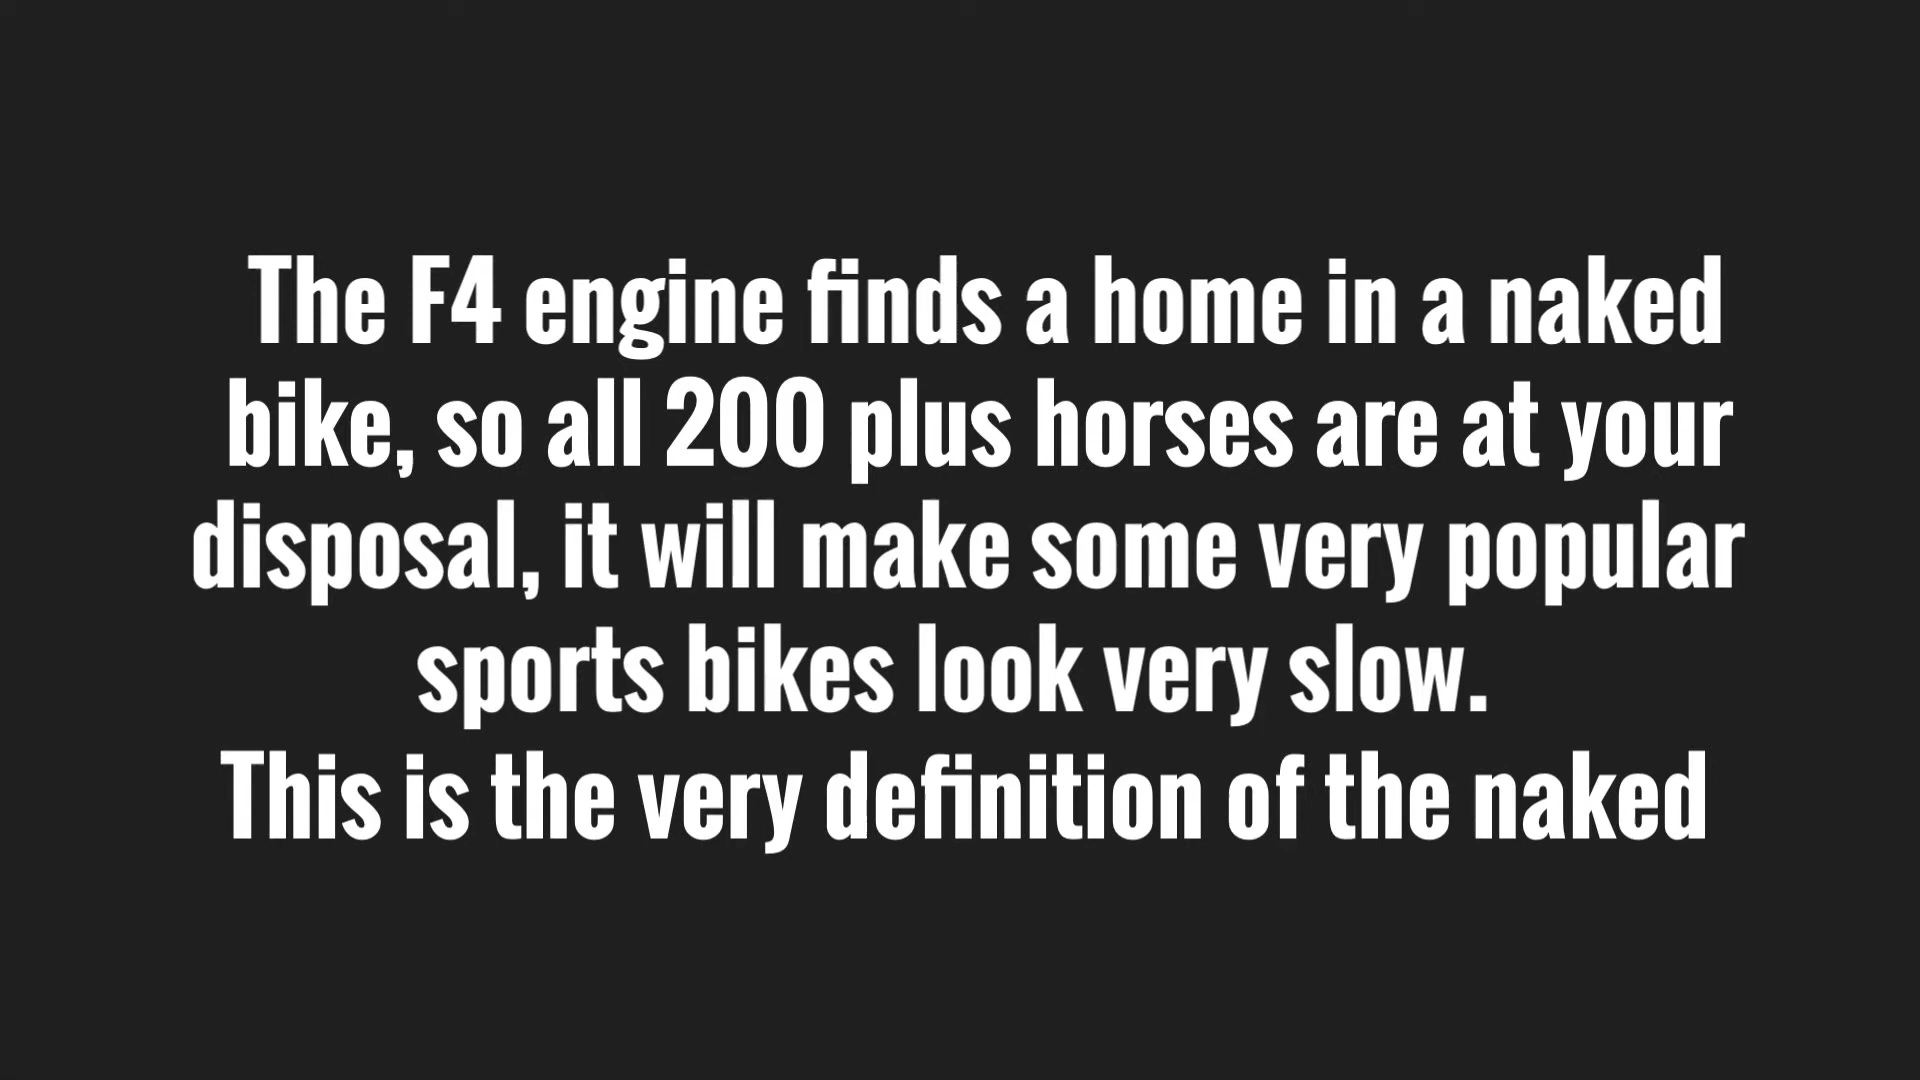 The F4 engine finds a home in a naked
bike, so all 200 plus horses are at your
disposal, it will make some very popular
sports bikes look very slow.
This is the very definition of the naked